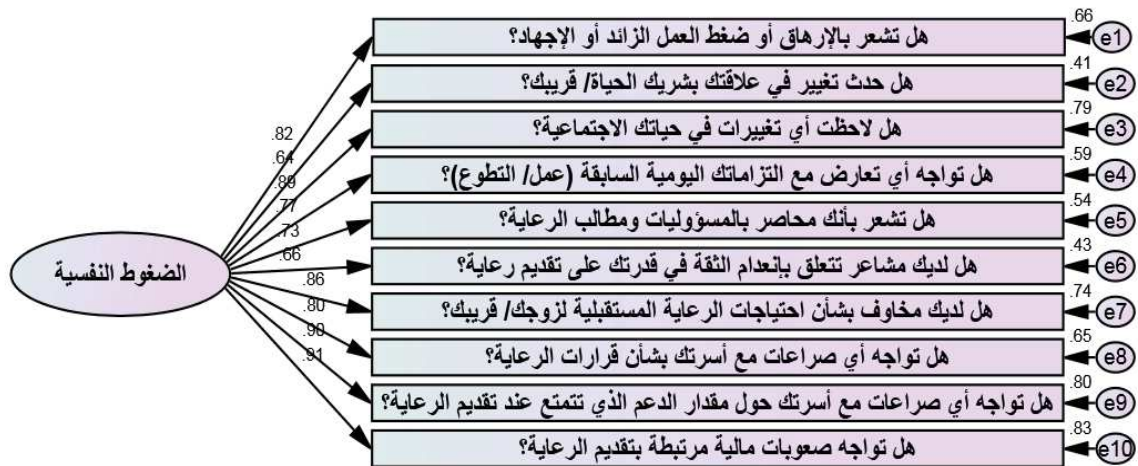 .66
هل تشعر بالإرهاق أو ضغط العمل الزائد أو الإجهاد؟
e1
.41
هل حدث تغيير في علاقتك بشريك الحياة/ قريبك؟
e2
.79
هل لاحظت أي تغييرات في حياتك الاجتماعية؟
e3
.59
هل تواجه أي تعارض مع التزاماتك اليومية السابقة (عمل/ التطوع)؟
e4
.54
هل تشعر بأنك محاصر بالمسؤوليات ومطالب الرعاية؟
e5
.43
هل لديك مشاعر تتعلق بإنعدام الثقة في قدرتك على تقديم رعاية؟
e6
.74
هل لديك مخاوف بشأن احتياجات الرعاية المستقبلية لزوجك/ قريبك؟
e7
.65
هل تواجه أي صراعات مع أسرتك بشأن قرارات الرعاية؟
e8
.80
هل تواجه أي صراعات مع أسرتك حول مقدار الدعم الذي تتمتع عند تقديم الرعاية؟
e9
.83
هل تواجه صعوبات مالية مرتبطة بتقديم الرعاية؟
e10
.82
.64
.89
.77
.73
.66
.86
.80
.90
.91
الضغوط النفسية